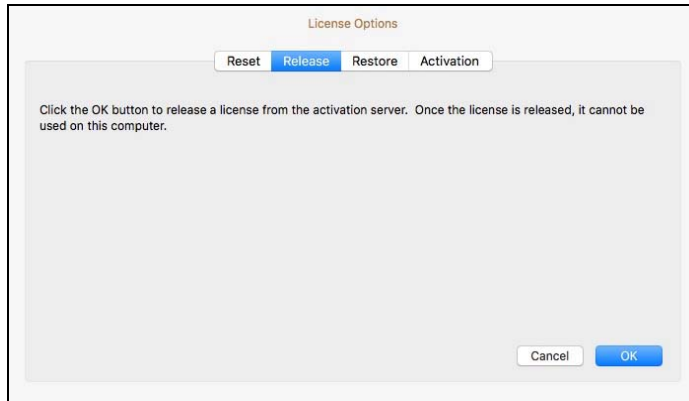 License Options
Reset Release Restore Activation
Click the OK button to release a license from the activation server. Once the license is released, it cannot be
used on this computer.
Cancel OK